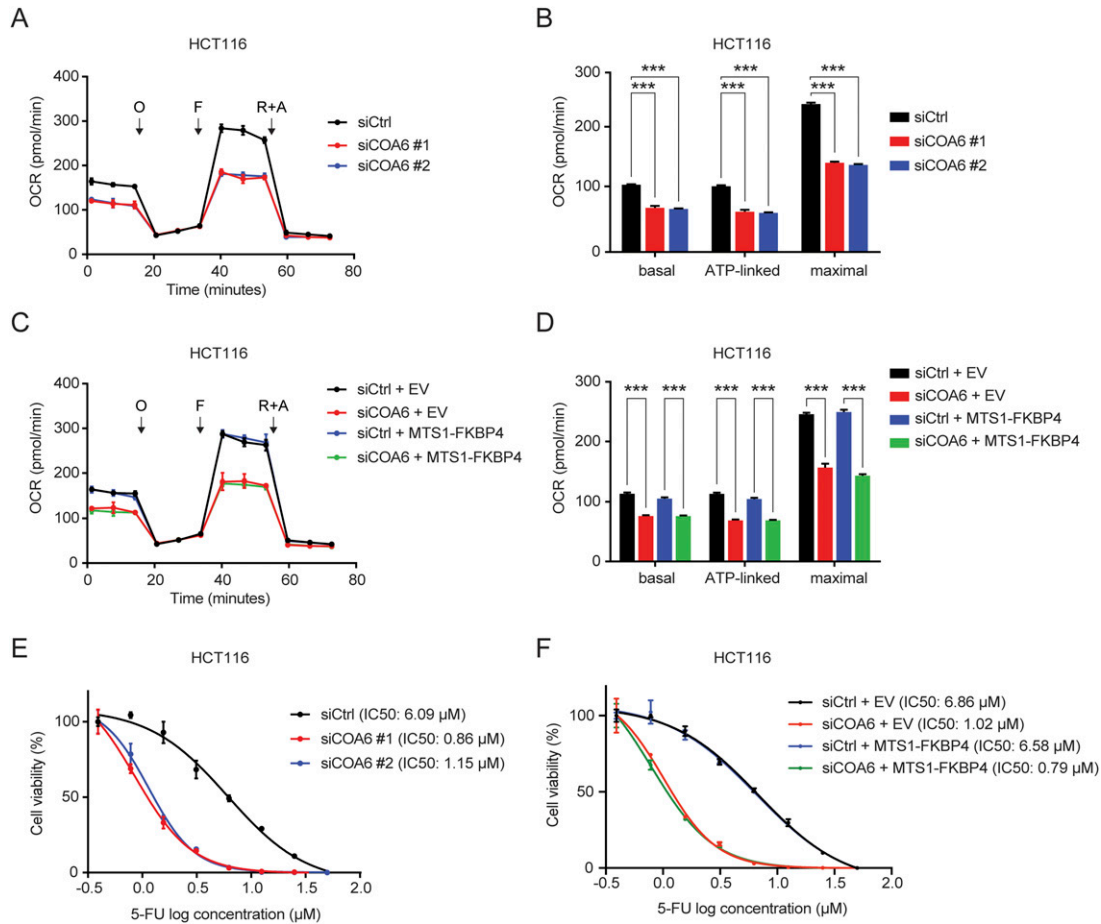 A
HCT116
OCR (pmol/min)
400
300
200
100
0
O
F
R+A
siCtrl
siCOA6 #1
siCOA6 #2
0
20
40
60
80
Time (minutes)
B
HCT116
OCR (pmol/min)
300
200
100
0
***
***
***
***
***
***
siCtrl
siCOA6 #1
siCOA6 #2
basal
ATP-linked
maximal
C
HCT116
OCR (pmol/min)
400
300
200
100
0
O
F
R+A
siCtrl + EV
siCOA6 + EV
siCtrl + MTS1-FKBP4
siCOA6 + MTS1-FKBP4
0
20
40
60
80
Time (minutes)
D
HCT116
OCR (pmol/min)
300
200
100
0
*** ***
*** ***
*** ***
siCtrl + EV
siCOA6 + EV
siCtrl + MTS1-FKBP4
siCOA6 + MTS1-FKBP4
basal
ATP-linked
maximal
E
HCT116
Cell viability (%)
100
50
0
siCtrl (IC50: 6.09 µM)
siCOA6 #1 (IC50: 0.86 µM)
siCOA6 #2 (IC50: 1.15 µM)
-0.5
0.0
0.5
1.0
1.5
2.0
5-FU log concentration (µM)
F
HCT116
Cell viability (%)
100
50
0
siCtrl + EV (IC50: 6.86 µM)
siCOA6 + EV (IC50: 1.02 µM)
siCtrl + MTS1-FKBP4 (IC50: 6.58 µM)
siCOA6 + MTS1-FKBP4 (IC50: 0.79 µM)
-0.5
0.0
0.5
1.0
1.5
2.0
5-FU log concentration (µM)